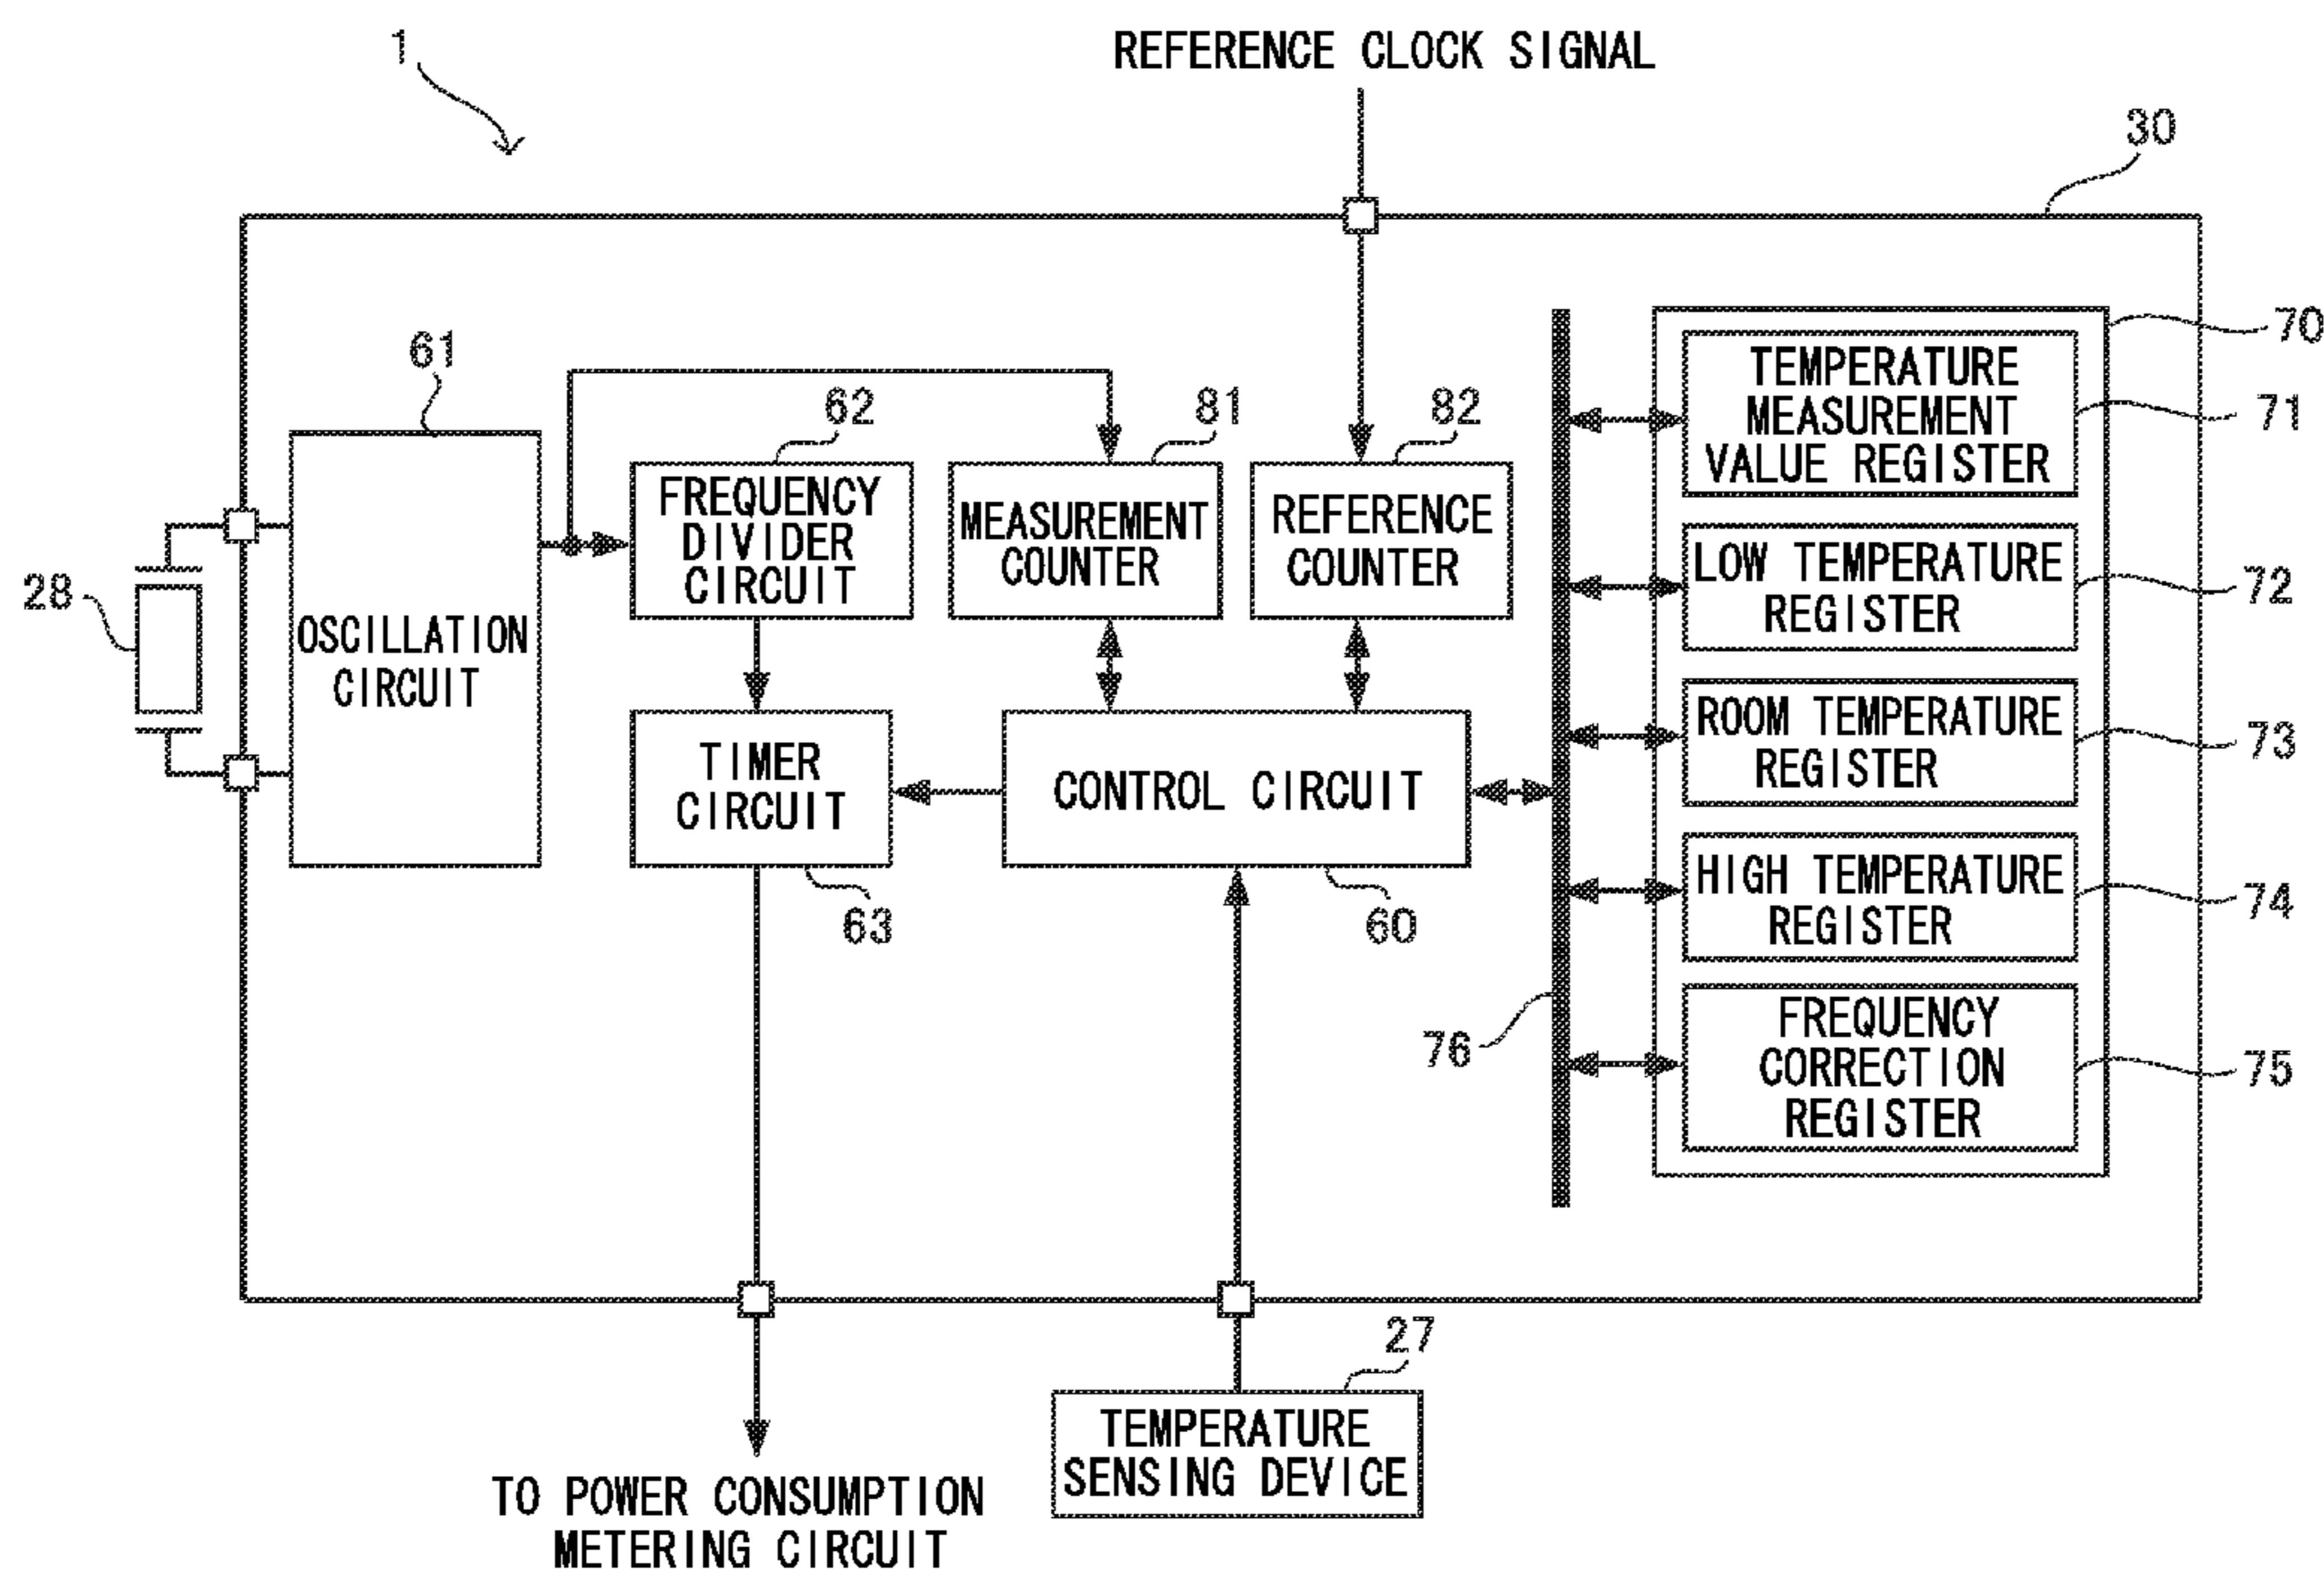 1
REFERENCE CLOCK SIGNAL
30
61
62
81
82
70
TEMPERATURE
MEASUREMENT
VALUE REGISTER
71
FREQUENCY
DIVIDER
CIRCUIT
MEASUREMENT
COUNTER
REFERENCE
COUNTER
LOW TEMPERATURE
REGISTER
72
28
OSCILLATION
CIRCUIT
ROOM TEMPERATURE
REGISTER
73
TIMER
CIRCUIT
CONTROL CIRCUIT
63
60
HIGH TEMPERATURE
REGISTER
74
76
FREQUENCY
CORRECTION
REGISTER
75
27
TEMPERATURE
SENSING DEVICE
TO POWER CONSUMPTION
METERING CIRCUIT